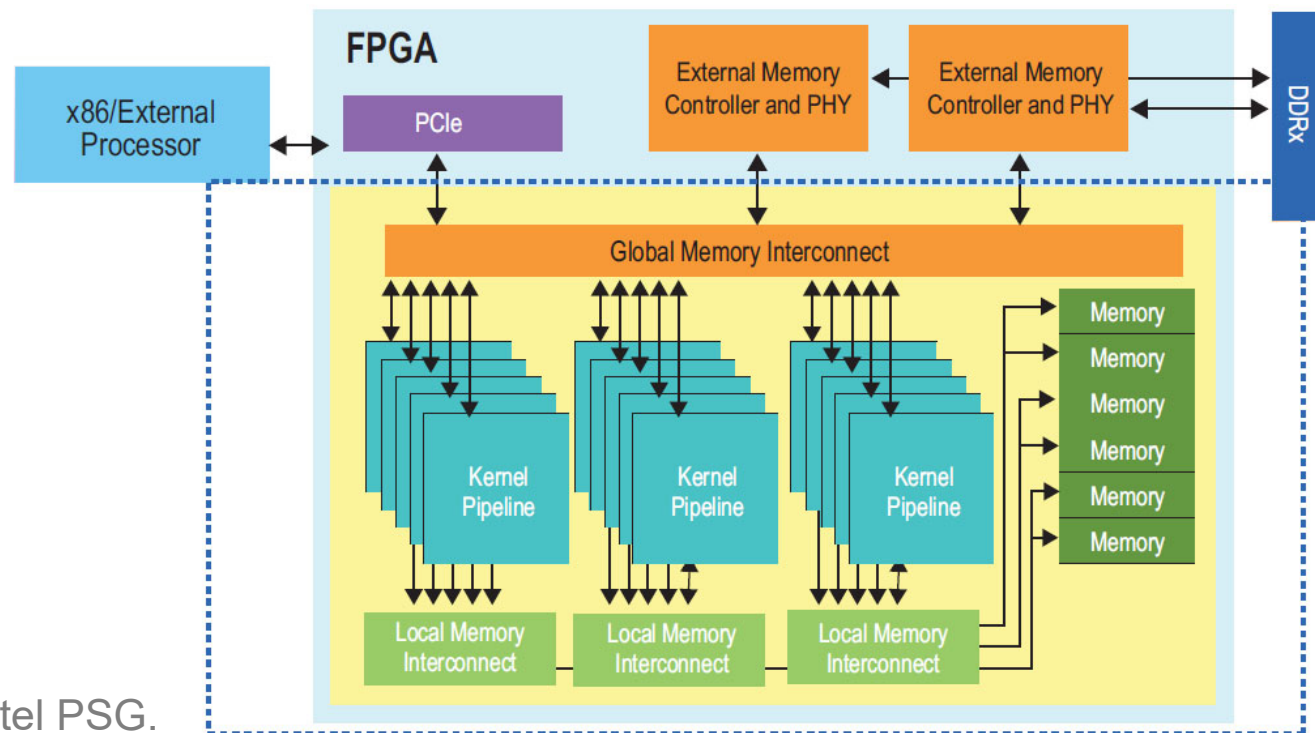 FPGA
x86/External
Processor
PCIe
External Memory
Controller and PHY
External Memory
Controller and PHY
DDRx
Global Memory Interconnect
Kernel
Pipeline
Kernel
Pipeline
Kernel
Pipeline
Memory
Memory
Memory
Memory
Memory
Memory
Local Memory
Interconnect
Local Memory
Interconnect
Local Memory
Interconnect
tel PSG.